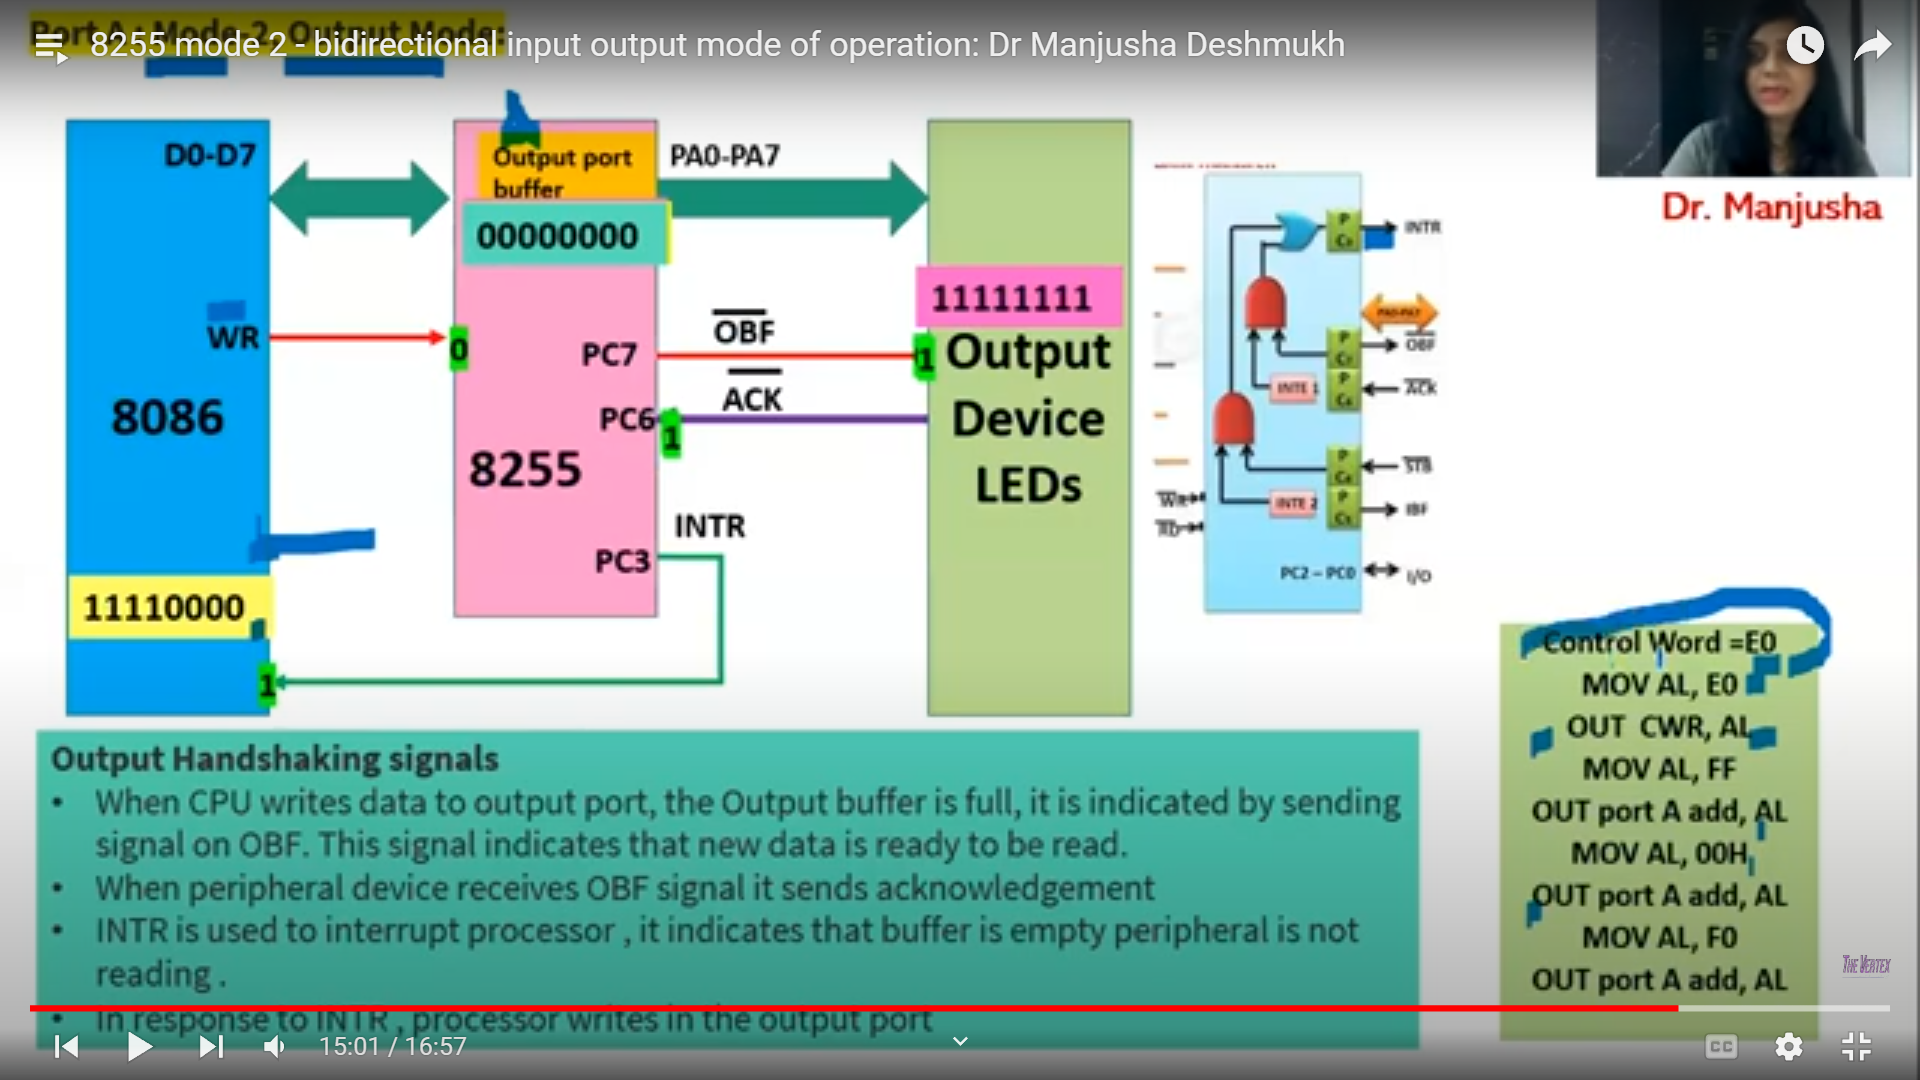 Port A: Mode 2, Output Mode:
8255 mode 2 - bidirectional input output mode of operation: Dr Manjusha Deshmukh
Dr. Manjusha
D0-D7
WR
8086
11110000
1
Output port
buffer
00000000
0
PC7
PC6
8255
PC3
PA0-PA7
OBF
ACK
1
INTR
11111111
1
Output
Device
LEDs
P
C3
INTR
PA0-PA7
P
OBF
INTE 1
P
ACK
P
STB
INTE 2
P
IBF
WR
RD
PC2 – PC0
I/O
Control Word =E0
MOV AL, E0
OUT CWR, AL
MOV AL, FF
OUT port A add, AL
MOV AL, 00H
OUT port A add, AL
MOV AL, F0
OUT port A add, AL
Output Handshaking signals
• When CPU writes data to output port, the Output buffer is full, it is indicated by sending
signal on OBF. This signal indicates that new data is ready to be read.
• When peripheral device receives OBF signal it sends acknowledgement
• INTR is used to interrupt processor , it indicates that buffer is empty peripheral is not
reading .
• In response to INTR , processor writes in the output port
THE VERTEX
15:01 / 16:57
CC